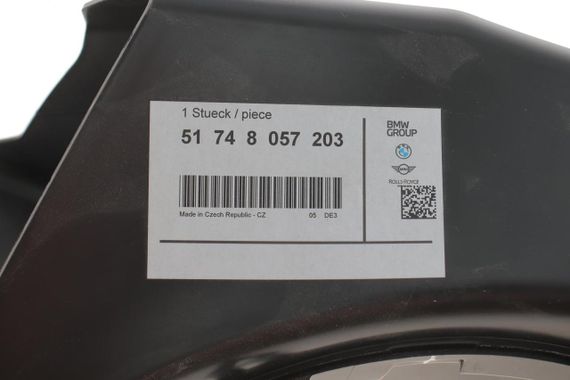 1 Stueck / piece
51 74 8 057 203
Made in Czech Republic - CZ 05 DE3
BMW
GROUP
ROLLS-ROYCE